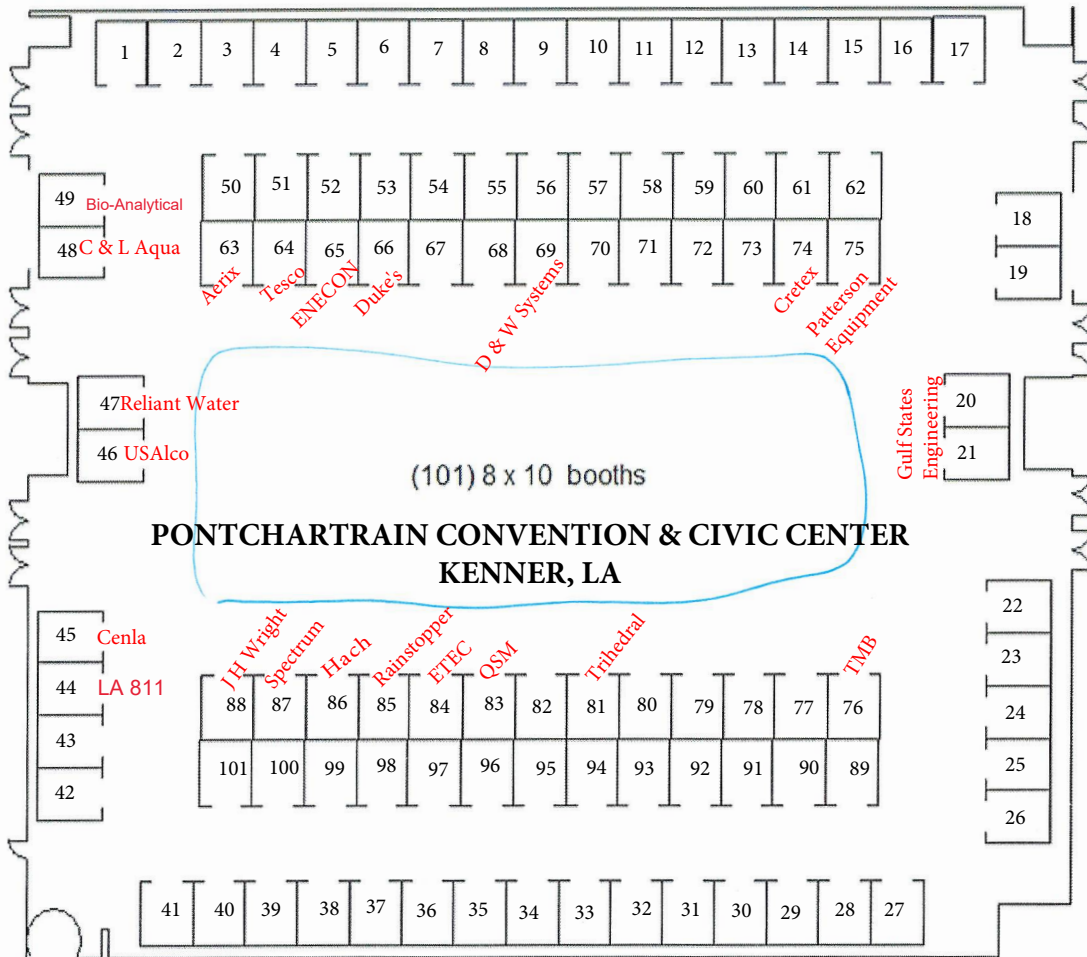 1 2 3 4 5 6 7 8 9 10 11 12 13 14 15 16 17
50 51 52 53 54 55 56 57 58 59 60 61 62
49 Bio-Analytical
18
48 C & L Aqua
63 64 65 66 67 68 69 70 71 72 73 74 75
19
Aerix
Tesco
ENECON
Duke's
D & W Systems
Cretex
Patterson
Equipment
47 Reliant Water
20
46 USAlco
21
Gulf States
Engineering
(101) 8 x 10 booths
PONTCHARTRAIN CONVENTION & CIVIC CENTER
KENNER, LA
22
45 Cenla
23
J H Wright
Spectrum
Hach
Rainstopper
ETEC
QSM
Trihedral
TMB
44 LA 811
88 87 86 85 84 83 82 81 80 79 78 77 76
24
43
101 100 99 98 97 96 95 94 93 92 91 90 89
25
42
26
41 40 39 38 37 36 35 34 33 32 31 30 29 28 27